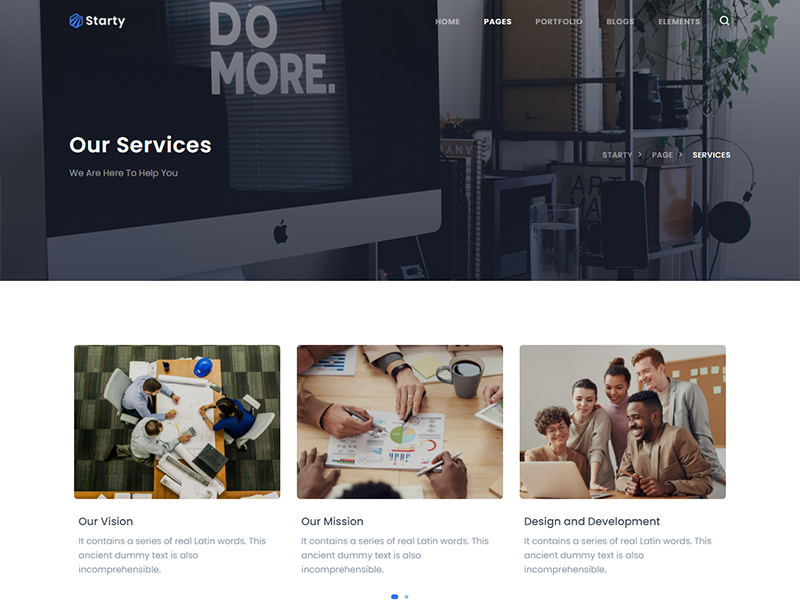 Starty
HOME PAGES PORTFOLIO BLOGS ELEMENTS
DO
MORE.
Our Services
We Are Here To Help You
STARTY > PAGE > SERVICES
ANY
ART
MA
Our Vision
It contains a series of real Latin words. This
ancient dummy text is also
incomprehensible.
Our Mission
It contains a series of real Latin words. This
ancient dummy text is also
incomprehensible.
Design and Development
It contains a series of real Latin words. This
ancient dummy text is also
incomprehensible.